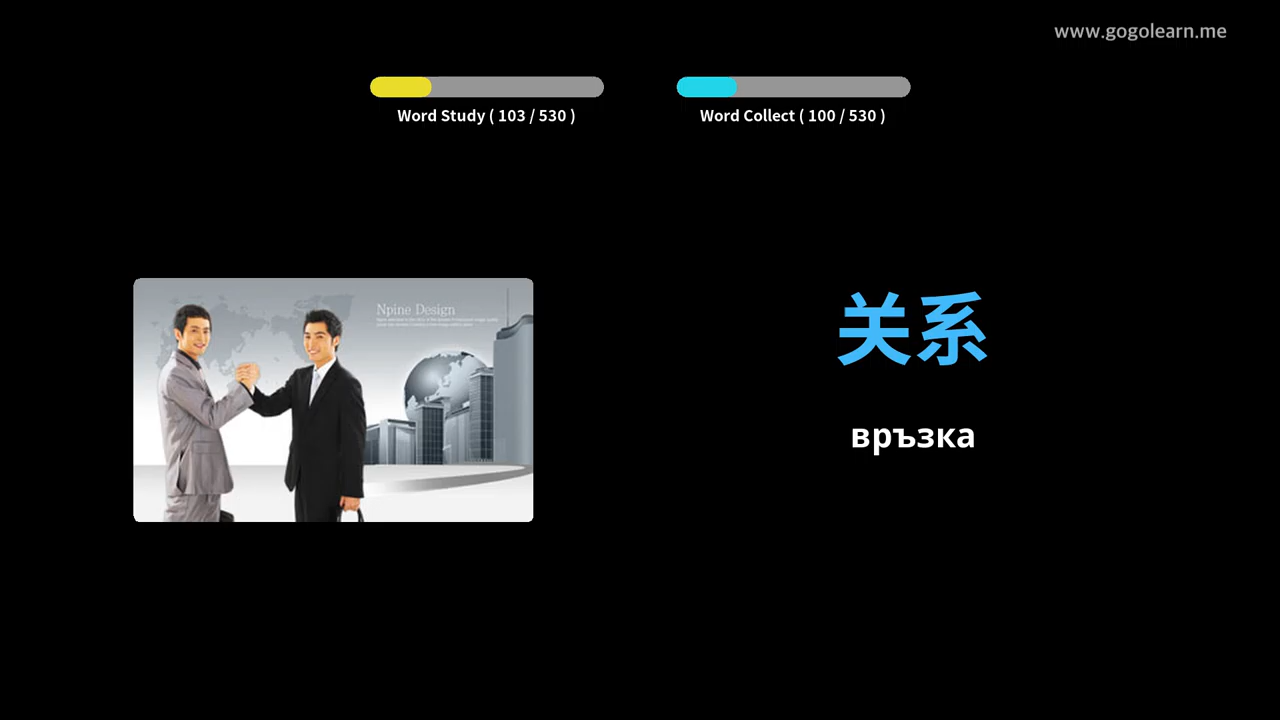 www.gogolearn.me
Word Study ( 103 / 530 )
Word Collect ( 100 / 530 )
Npine Design
关系
връзка